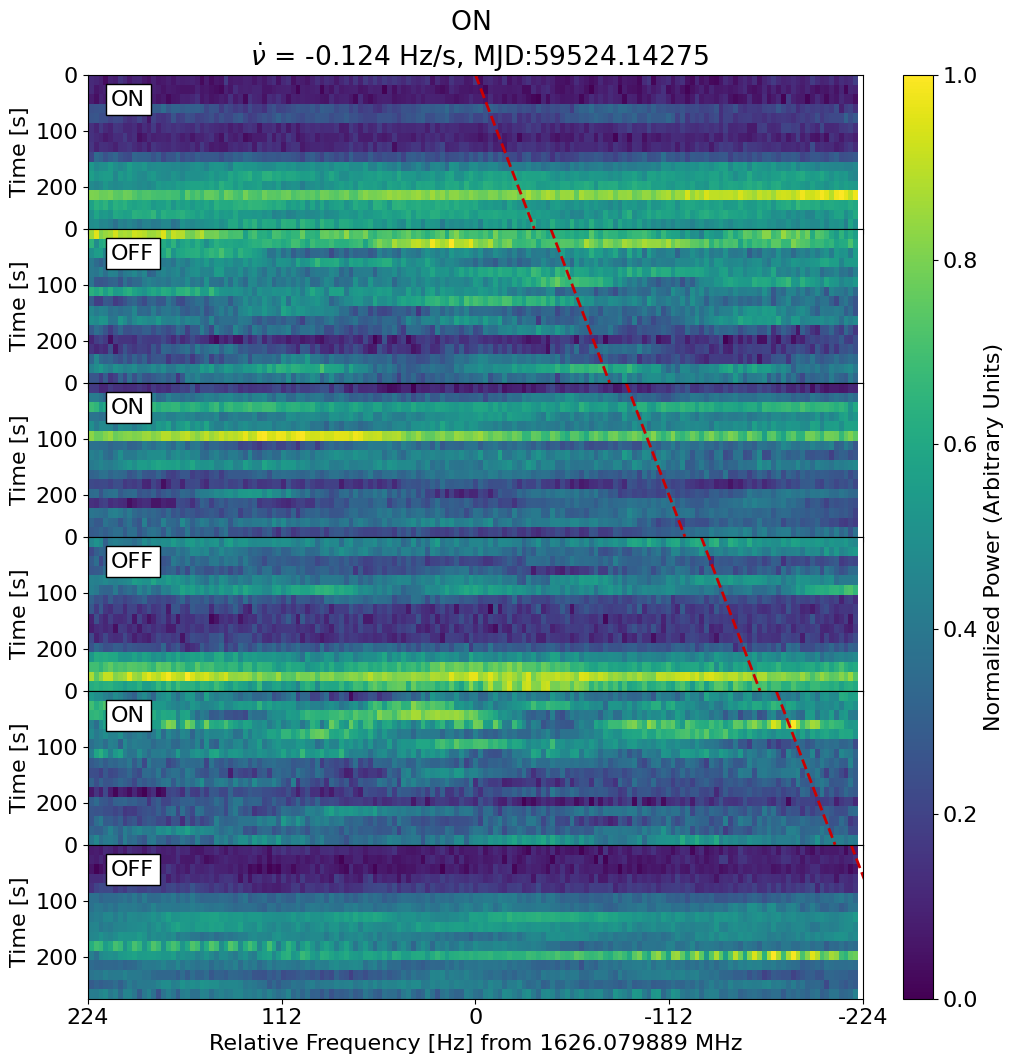 ON
ν̇ = -0.124 Hz/s, MJD:59524.14275
0
ON
Time [s]
100
200
0
OFF
Time [s]
100
200
0
ON
Time [s]
100
200
0
OFF
Time [s]
100
200
0
ON
Time [s]
100
200
0
OFF
Time [s]
100
200
224 112 0 -112 -224
Relative Frequency [Hz] from 1626.079889 MHz
1.0
0.8
0.6
0.4
0.2
0.0
Normalized Power (Arbitrary Units)